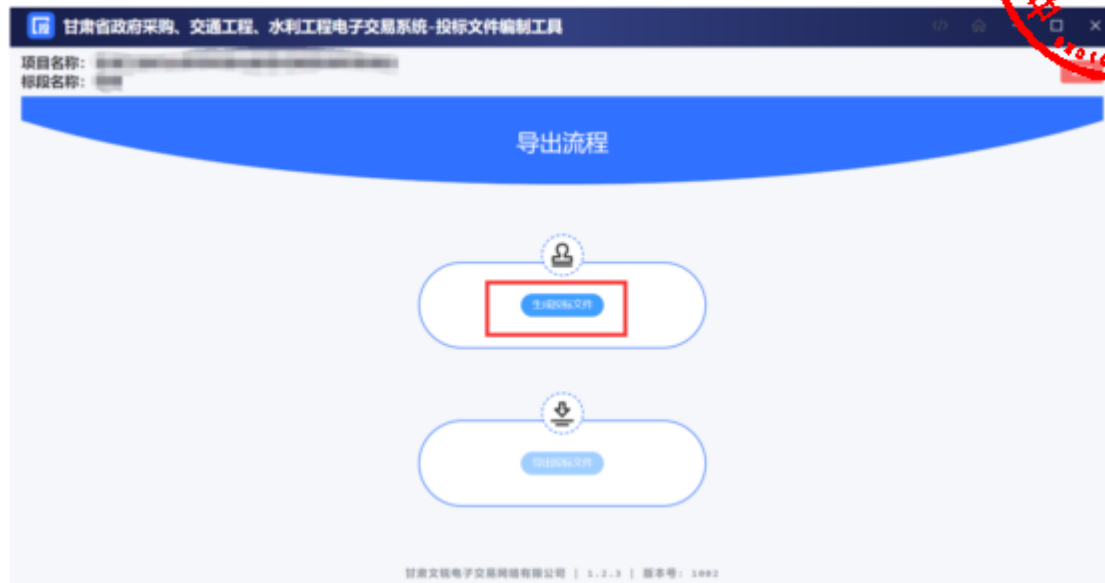 甘肃省政府采购、交通工程、水利工程电子交易系统-投标文件编制工具
项目名称：
标段名称：
导出流程
生成投标文件
导出投标文件
甘肃文锐电子交易网络有限公司 | 1.2.3 | 版本号: 1002